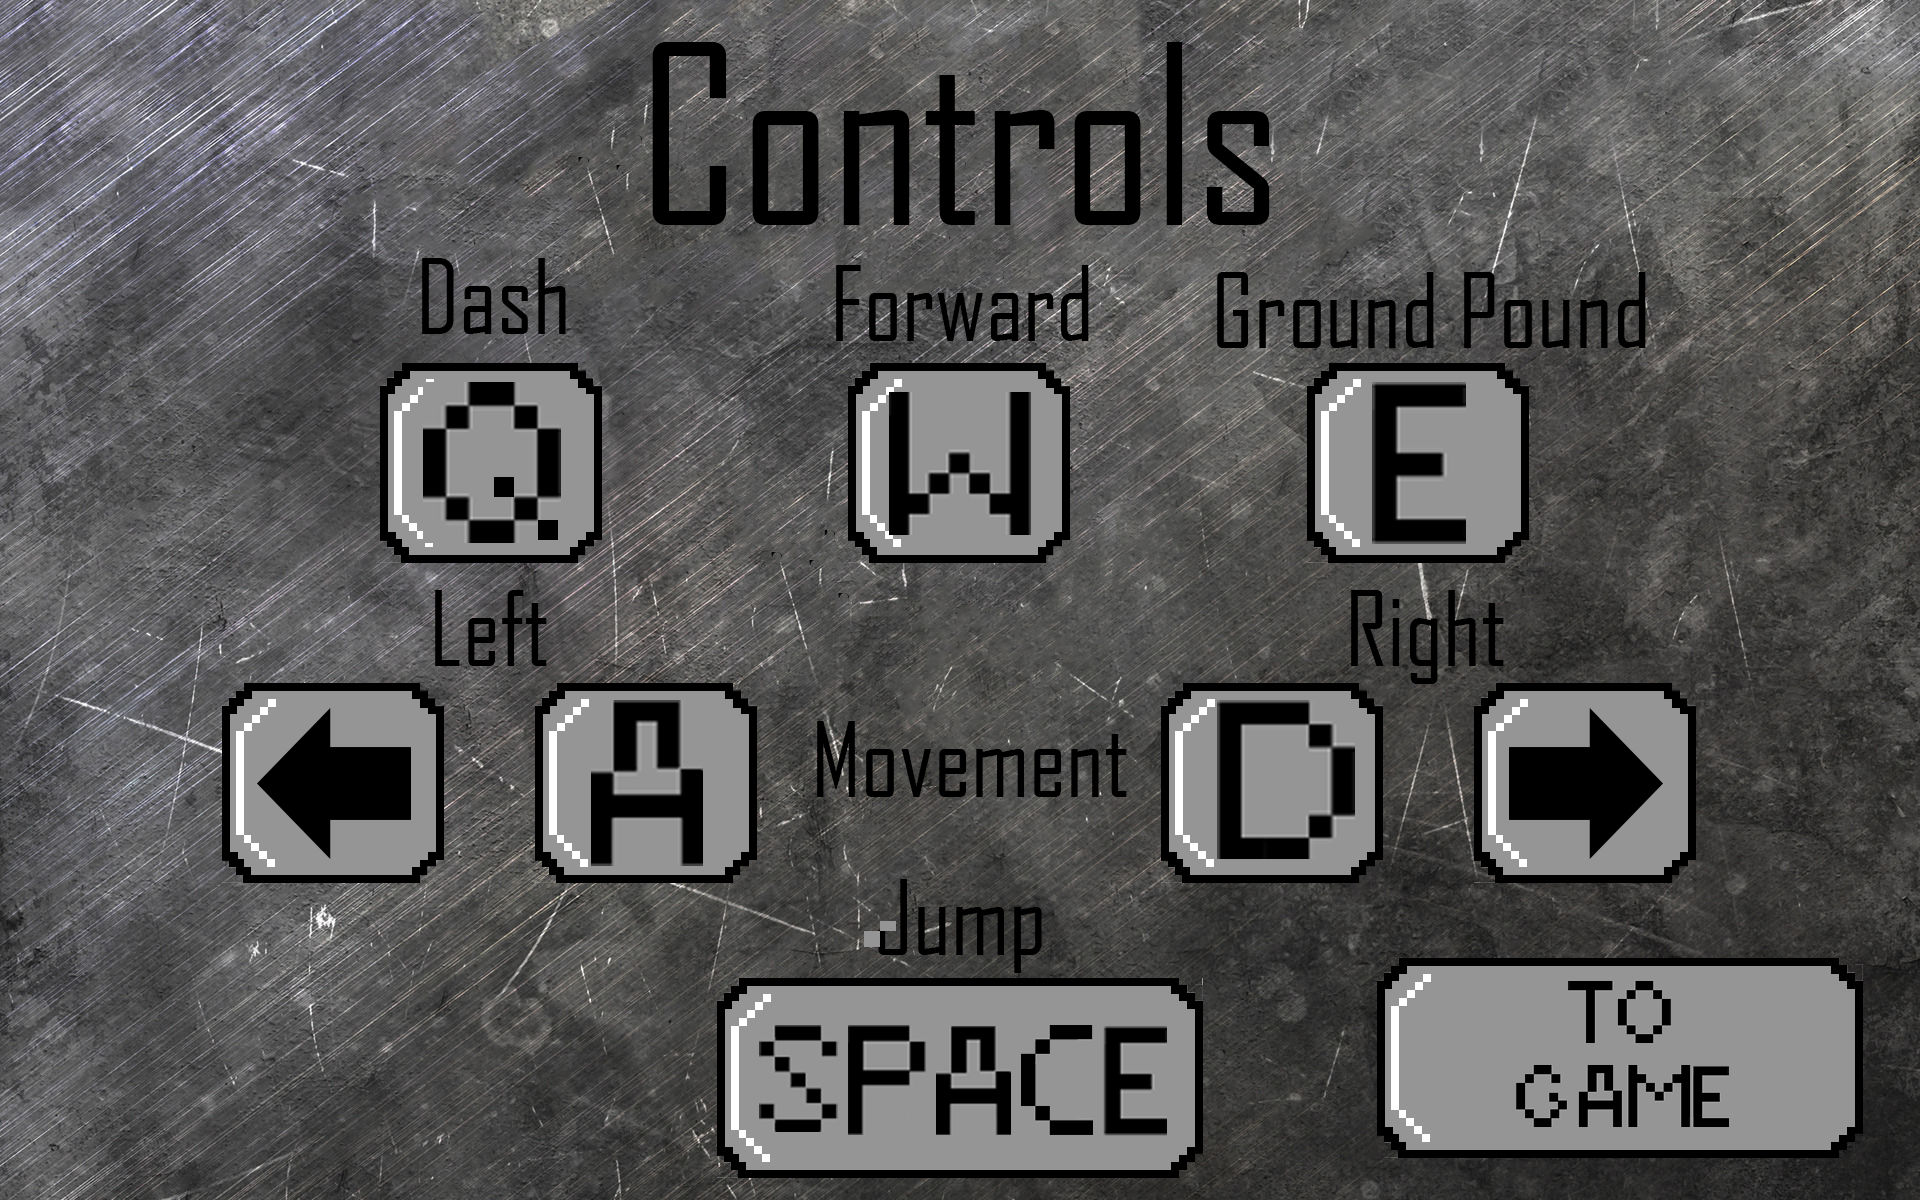 Controls
Dash Forward Ground Pound
Q W E
Left Right
A Movement D
Jump
SPACE
TO
GAME